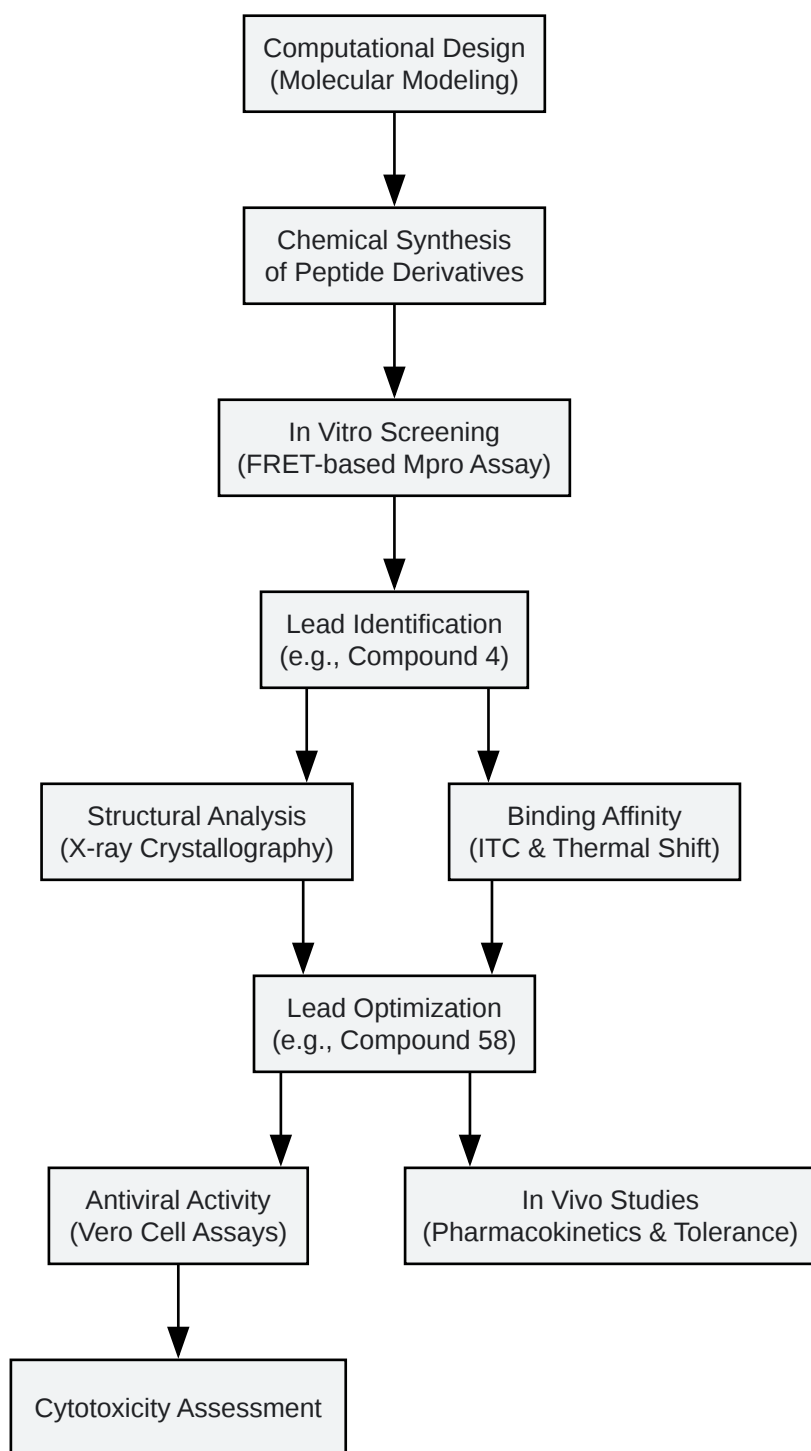 Computational Design
(Molecular Modeling)
Chemical Synthesis
of Peptide Derivatives
In Vitro Screening
(FRET-based Mpro Assay)
Lead Identification
(e.g., Compound 4)
Structural Analysis
(X-ray Crystallography)
Binding Affinity
(ITC & Thermal Shift)
Lead Optimization
(e.g., Compound 58)
Antiviral Activity
(Vero Cell Assays)
In Vivo Studies
(Pharmacokinetics & Tolerance)
Cytotoxicity Assessment